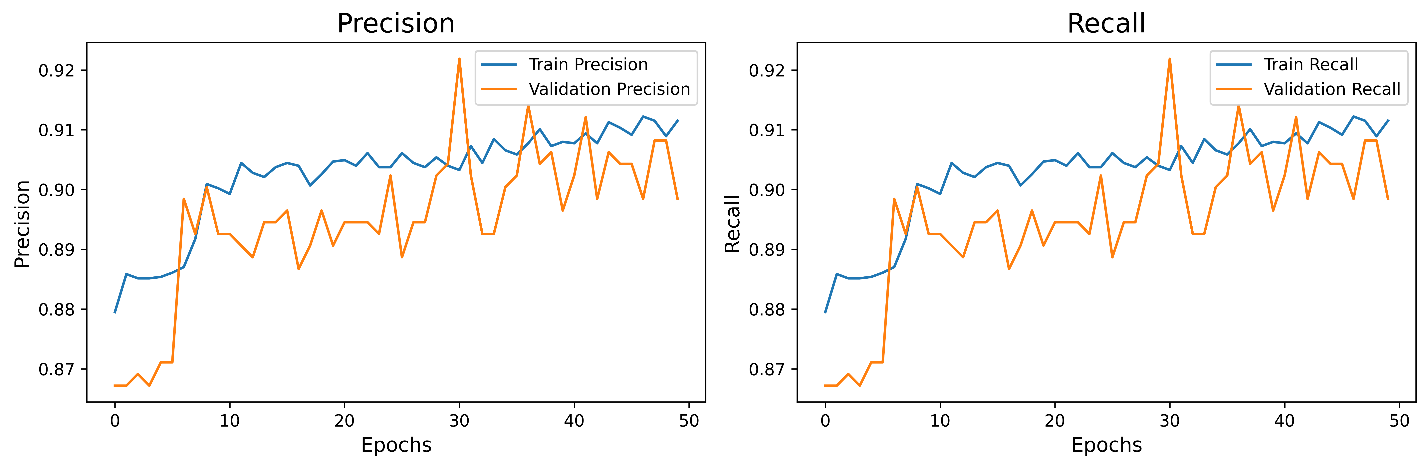 Precision
0.92
0.91
0.90
0.89
0.88
0.87
Precision
Train Precision
Validation Precision
0 10 20 30 40 50
Epochs
Recall
0.92
0.91
0.90
0.89
0.88
0.87
Recall
Train Recall
Validation Recall
0 10 20 30 40 50
Epochs